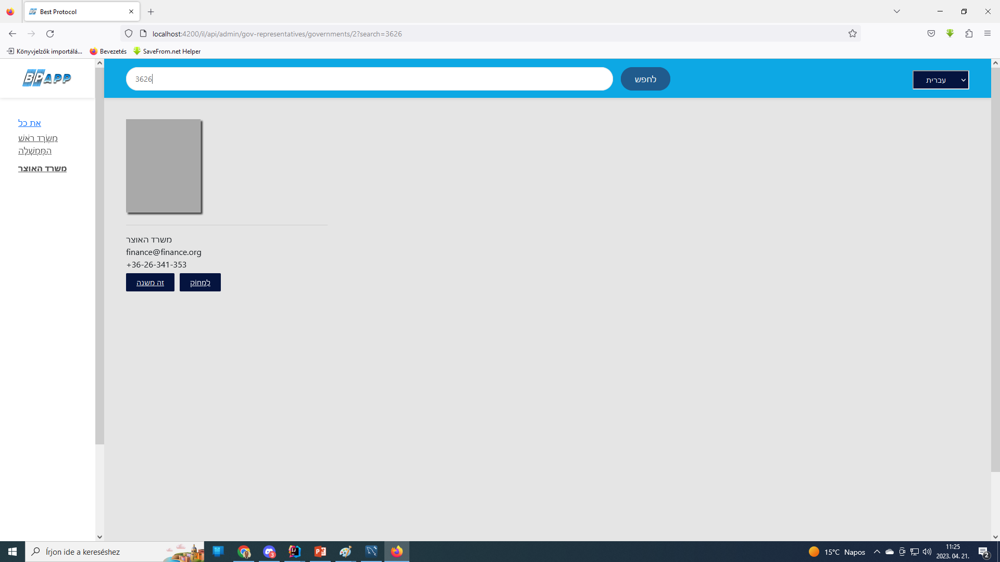 Best Protocol
localhost:4200/il/api/admin/gov-representatives/governments/2?search=3626
Könyvjelzők importálá...
Bevezetés
SaveFrom.net Helper
BPAPP
3626
לחפש
עברית
את כל
מִשְׂרָד רֹאשׁ
הַמֶּמְשָׁלָה
משרד האוצר
משרד האוצר
finance@finance.org
+36-26-341-353
זה משנה
לִמְחוֹק
Írjon ide a kereséshez
3
15°C Napos
11:25
2023. 04. 21.
2